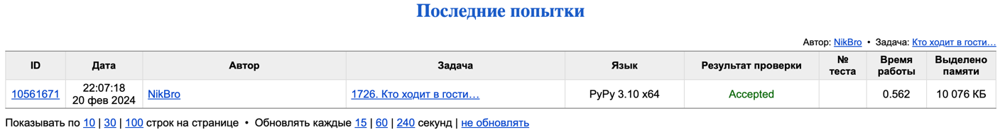 Последние попытки
Автор: NikBro • Задача: Кто ходит в гости…
ID Дата Автор Задача Язык Результат проверки № теста Время работы Выделено памяти
10561671 22:07:18 20 фев 2024 NikBro 1726. Кто ходит в гости… PyPy 3.10 x64 Accepted 0.562 10 076 КБ
Показывать по 10 | 30 | 100 строк на странице • Обновлять каждые 15 | 60 | 240 секунд | не обновлять